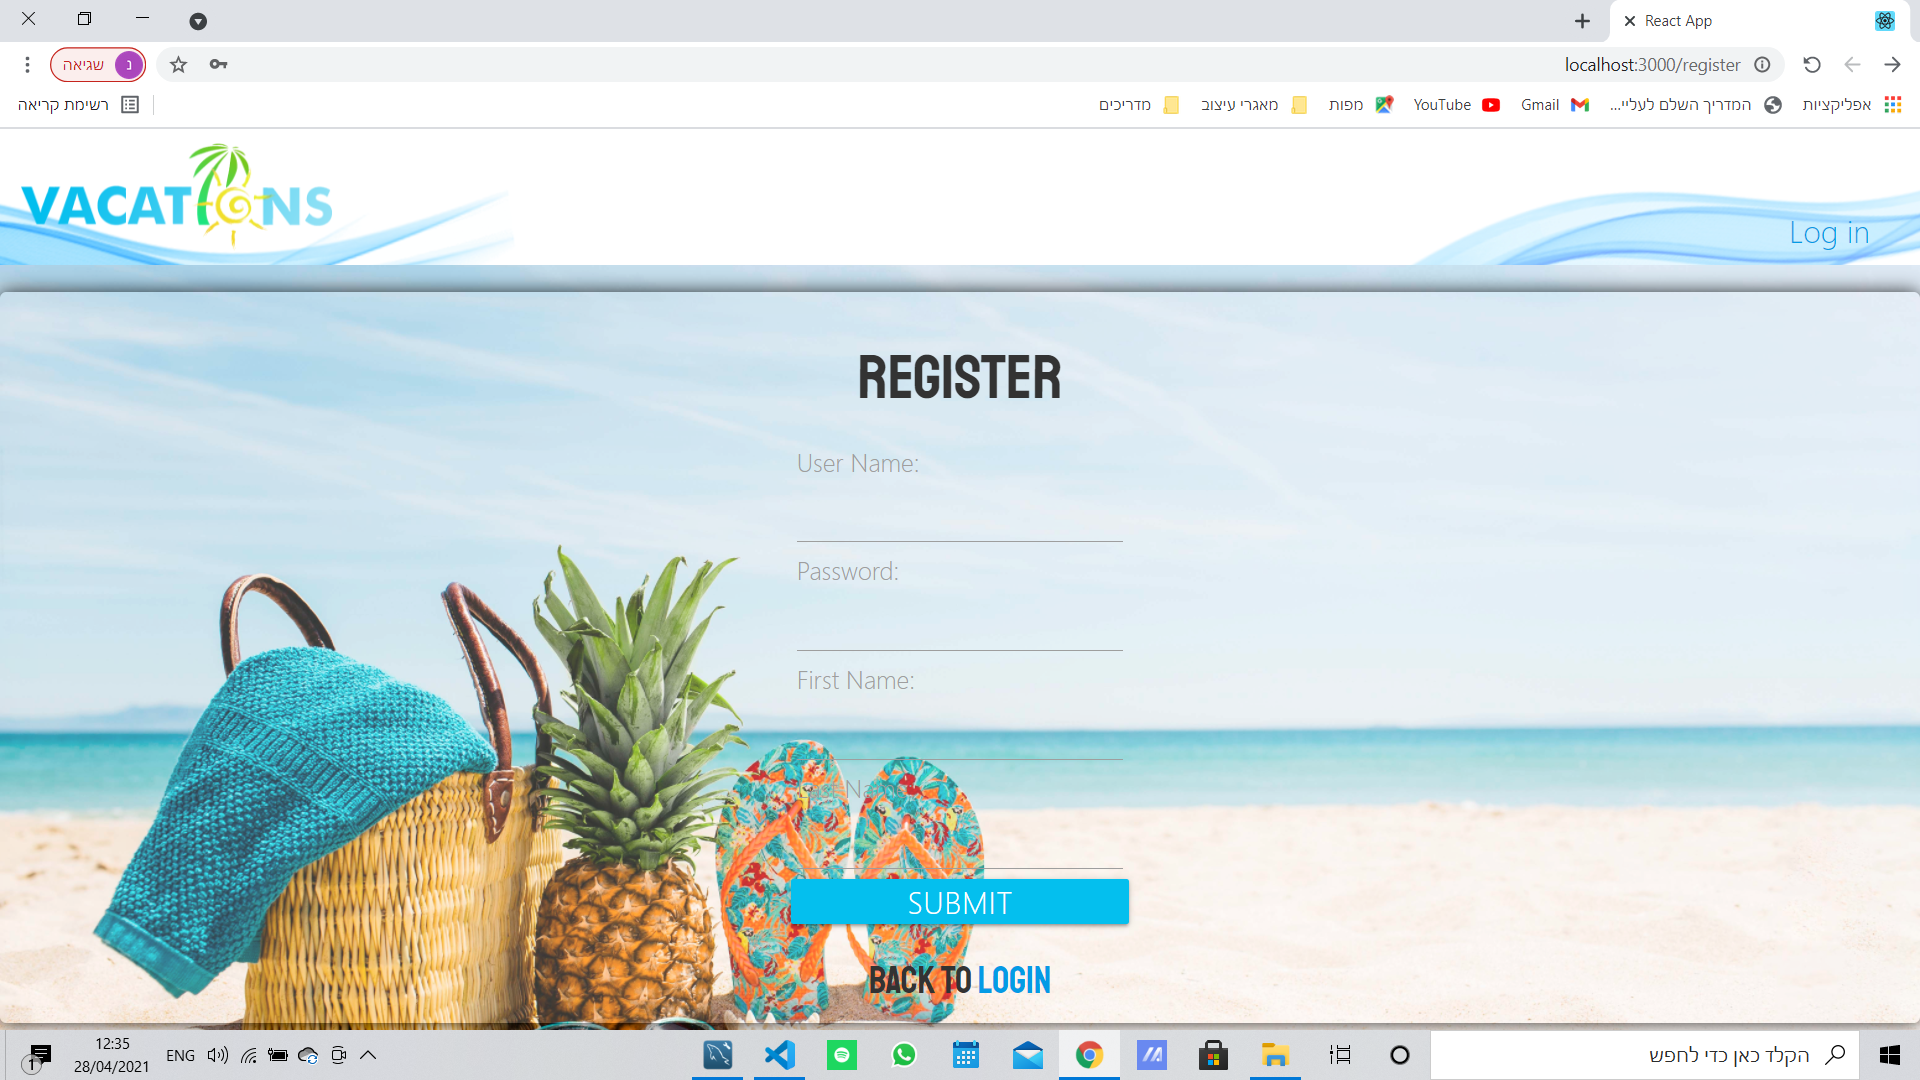 React App
localhost:3000/register
שגיאה
נ
אפליקציות
המדריך השלם לעליי...
Gmail
YouTube
מפות
מאגרי עיצוב
מדריכים
רשימת קריאה
VACATIONS
Log in
REGISTER
User Name:
Password:
First Name:
Last Name:
SUBMIT
BACK TO LOGIN
הקלד כאן כדי לחפש
ENG
12:35
28/04/2021
1